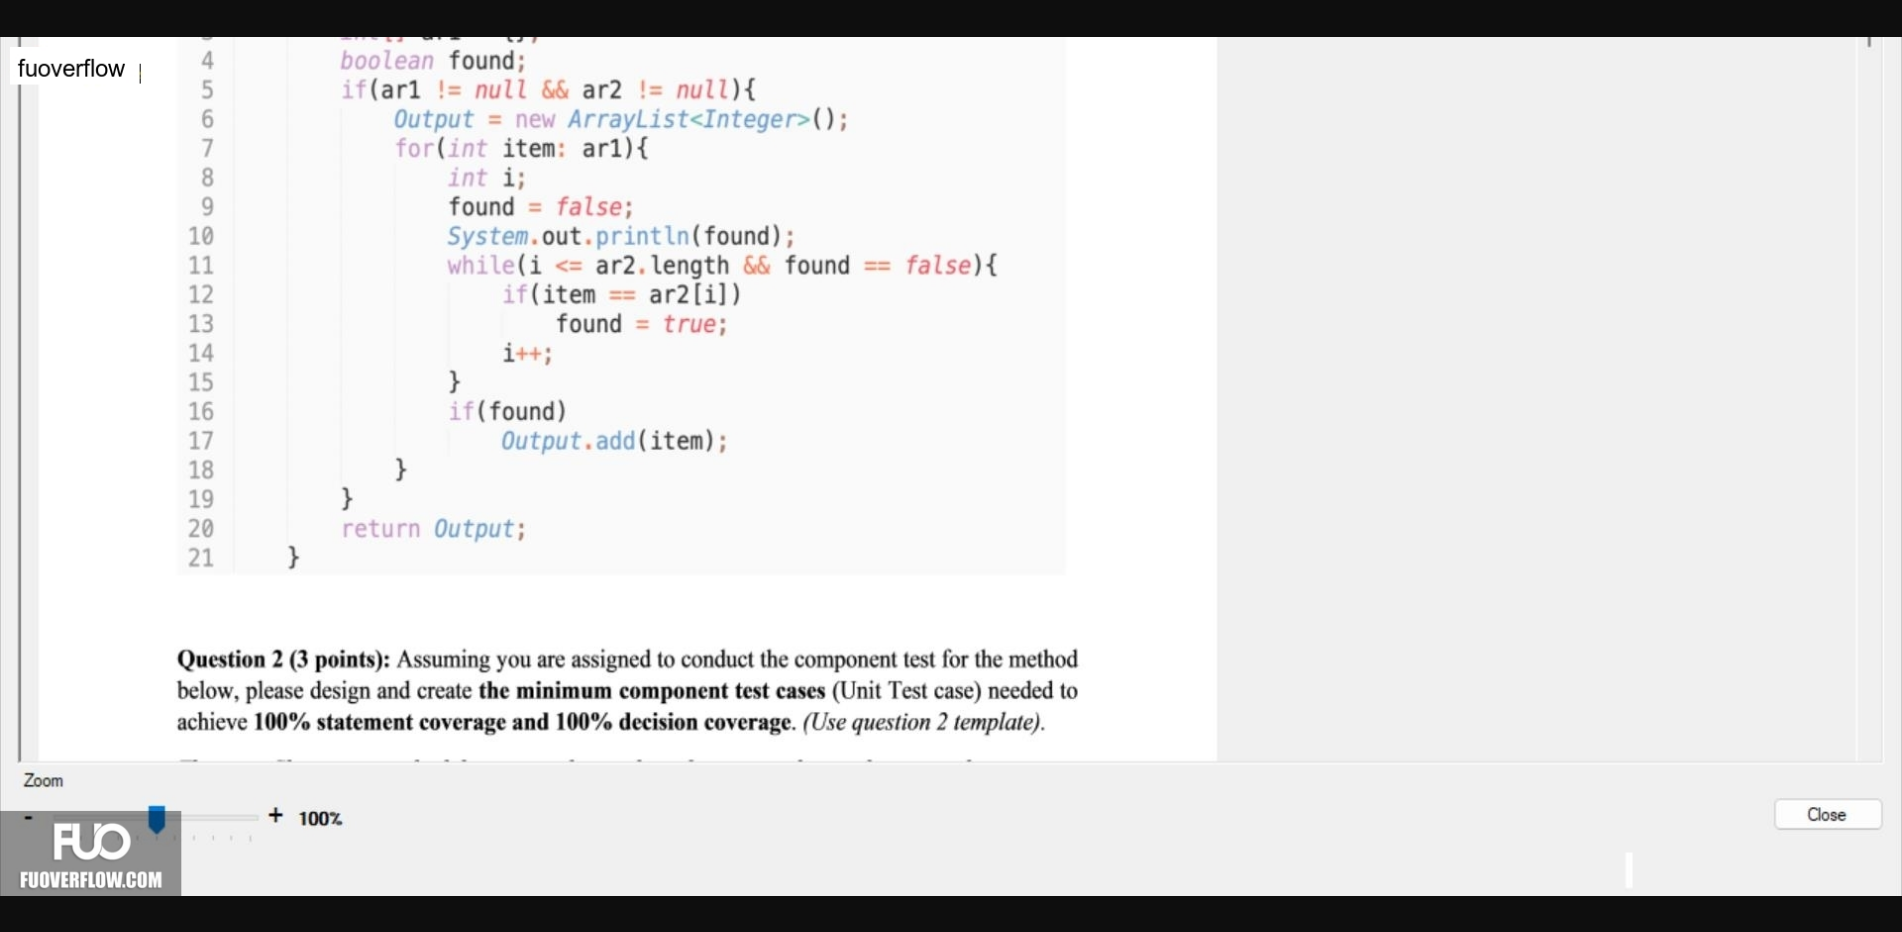 fuoverflow
4 boolean found;
5 if(ar1 != null && ar2 != null){
6 Output = new ArrayList<Integer>();
7 for(int item: ar1){
8 int i;
9 found = false;
10 System.out.println(found);
11 while(i <= ar2.length && found == false){
12 if(item == ar2[i])
13 found = true;
14 i++;
15 }
16 if(found)
17 Output.add(item);
18 }
19 }
20 return Output;
21 }
Question 2 (3 points): Assuming you are assigned to conduct the component test for the method
below, please design and create the minimum component test cases (Unit Test case) needed to
achieve 100% statement coverage and 100% decision coverage. (Use question 2 template).
Zoom
- + 100%
Close
FUO
FUOVERFLOW.COM